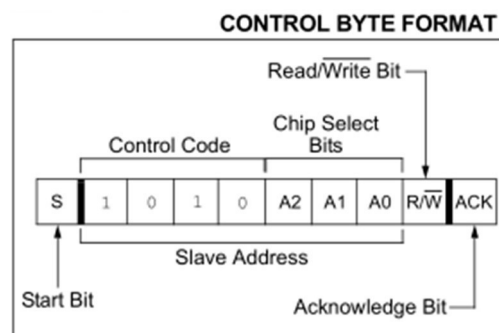 CONTROL BYTE FORMAT
Read/Write Bit
Chip Select
Bits
Control Code
S 1 0 1 0 A2 A1 A0 R/W ACK
Slave Address
Start Bit
Acknowledge Bit